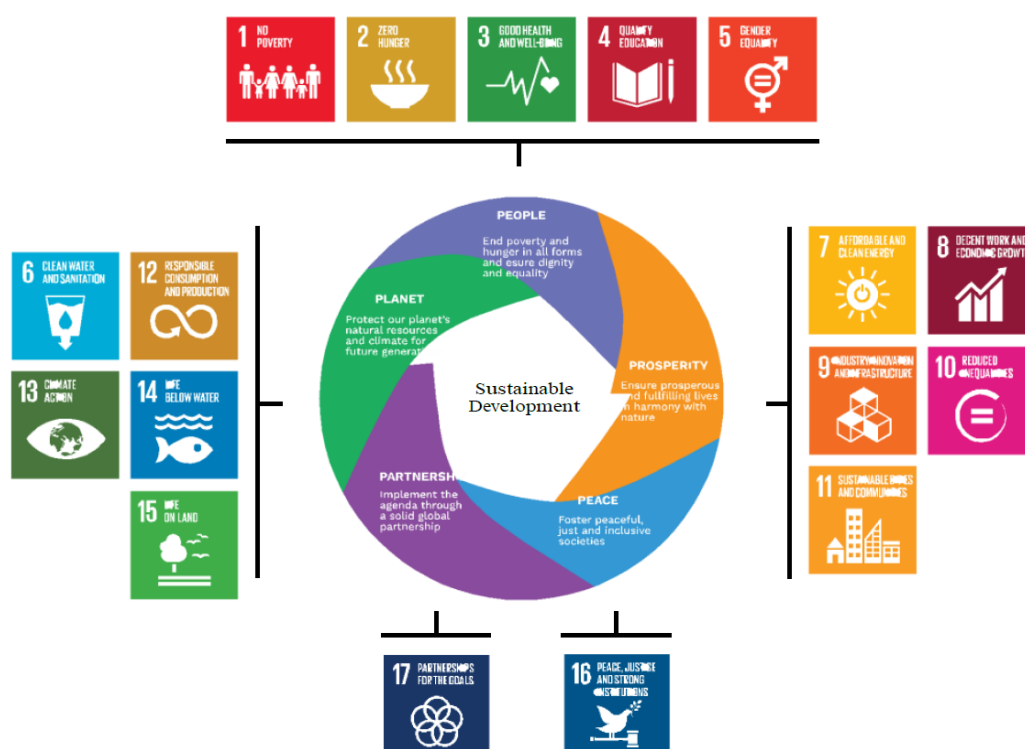 1 NO
POVERTY
2 ZERO
HUNGER
3 GOOD HEALTH
AND WELL-BEING
4 QUALITY
EDUCATION
5 GENDER
EQUALITY
6 CLEAN WATER
AND SANITATION
12 RESPONSIBLE
CONSUMPTION
AND PRODUCTION
13 CLIMATE
ACTION
14 LIFE
BELOW WATER
15 LIFE
ON LAND
PEOPLE
End poverty and
hunger in all forms
and esure dignity
and equality
PLANET
Protect our planet's
natural resources
and climate for
future generati
Sustainable
Development
PROSPERITY
Ensure prosperous
and fullfilling lives
in harmony with
nature
PARTNERSH
Implement the
agenda through
a solid global
partnership
PEACE
Foster peaceful,
just and inclusive
societies
7 AFFORDABLE AND
CLEAN ENERGY
8 DECENT WORK AND
ECONOMIC GROWTH
9 INDUSTRY, INNOVATION
AND INFRASTRUCTURE
10 REDUCED
INEQUALITIES
11 SUSTAINABLE CITIES
AND COMMUNITIES
17 PARTNERSHIPS
FOR THE GOALS
16 PEACE, JUSTICE
AND STRONG
INSTITUTIONS